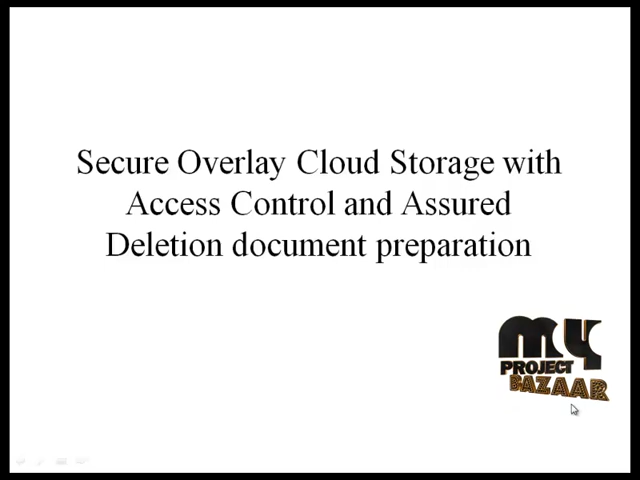 Secure Overlay Cloud Storage with
Access Control and Assured
Deletion document preparation
my
PROJECT
BAZAAR